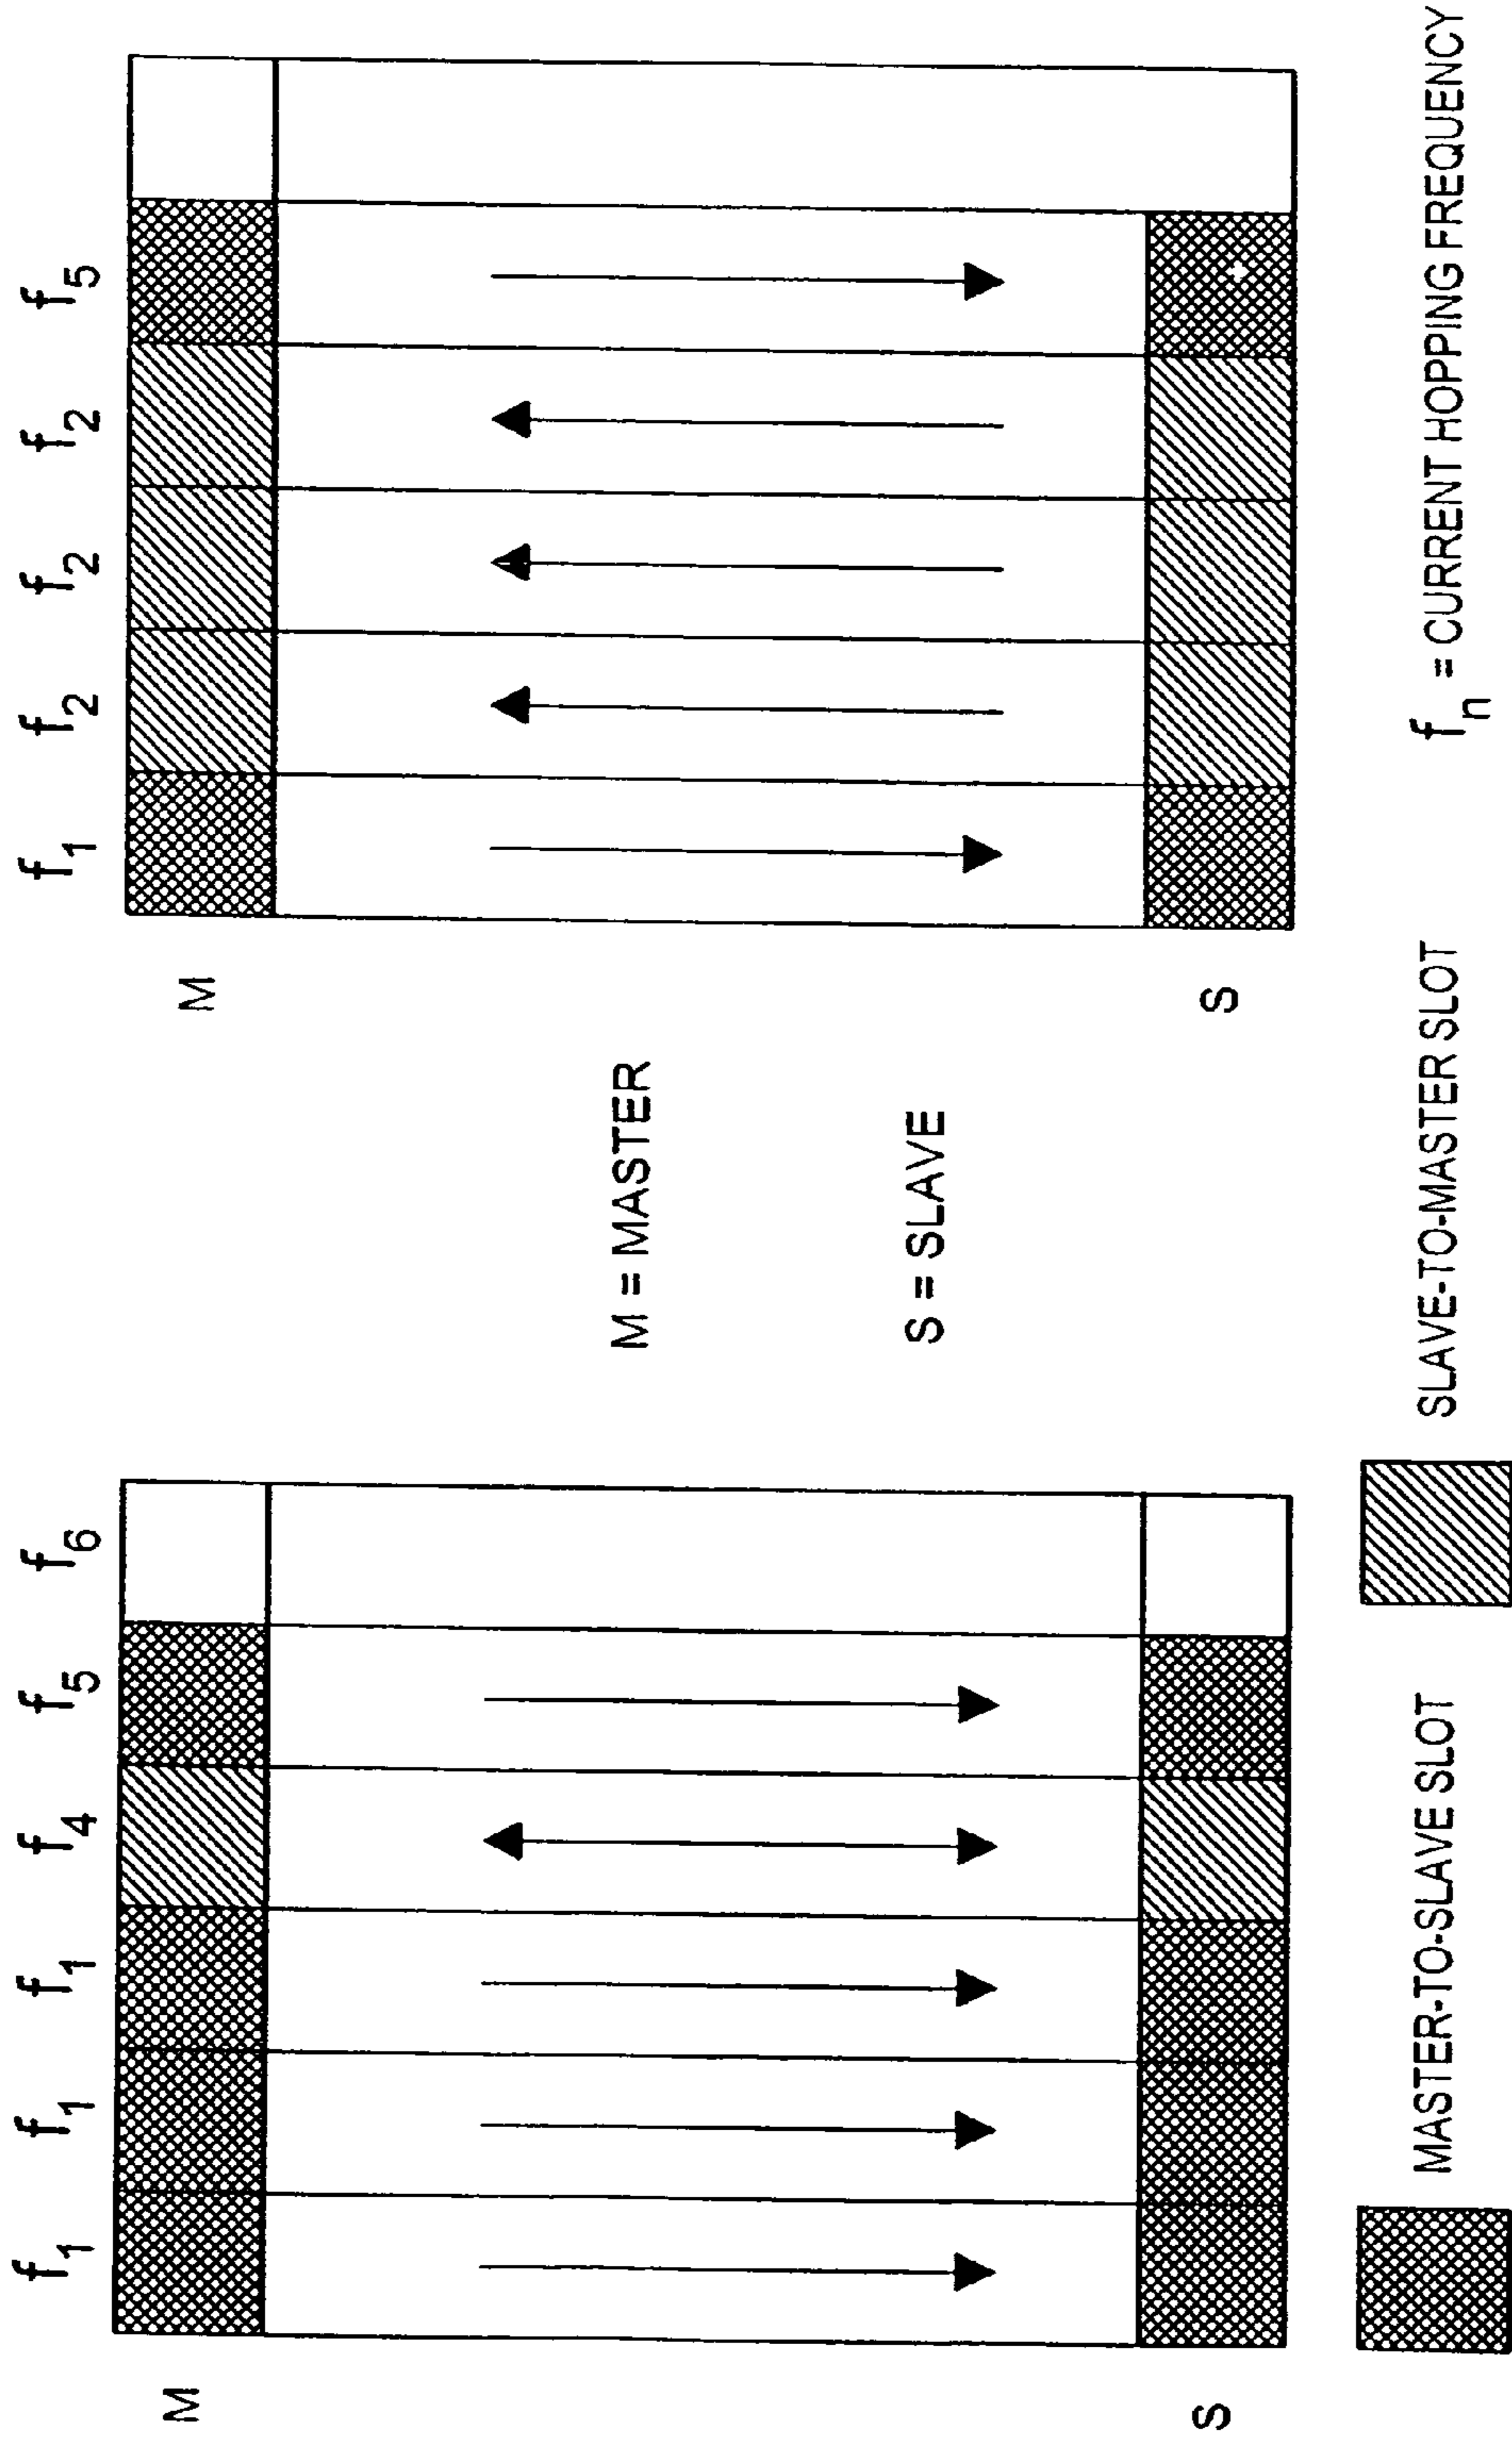 f1 f1 f1 f4 f5 f6
M
S
M = MASTER
S = SLAVE
f1 f2 f2 f2 f5
M
S
MASTER-TO-SLAVE SLOT
SLAVE-TO-MASTER SLOT
fn = CURRENT HOPPING FREQUENCY